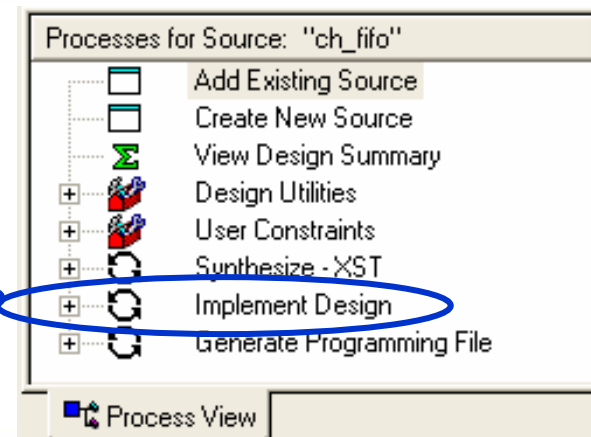 Processes for Source: "ch_fifo"
Add Existing Source
Create New Source
View Design Summary
Design Utilities
User Constraints
Synthesize - XST
Implement Design
Generate Programming File
Process View